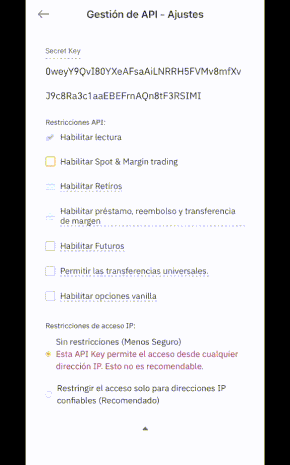 Gestión de API - Ajustes
Secret Key
0weyY9QvI80YXeAFsaAiLNRRH5FVMv8mfXv
J9c8Ra3c1aaEBEFrnAQn8tF3RSIMI
Restricciones API:
Habilitar lectura
Habilitar Spot & Margin trading
Habilitar Retiros
Habilitar préstamo, reembolso y transferencia
de margen
Habilitar Futuros
Permitir las transferencias universales.
Habilitar opciones vanilla
Restricciones de acceso IP:
Sin restricciones (Menos Seguro)
Esta API Key permite el acceso desde cualquier
dirección IP. Esto no es recomendable.
Restringir el acceso solo para direcciones IP
confiables (Recomendado)